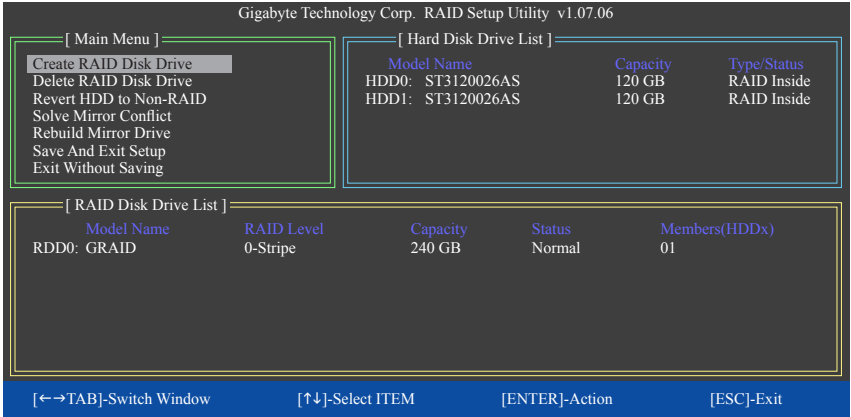 Gigabyte Technology Corp. RAID Setup Utility v1.07.06
[ Main Menu ]
Create RAID Disk Drive
Delete RAID Disk Drive
Revert HDD to Non-RAID
Solve Mirror Conflict
Rebuild Mirror Drive
Save And Exit Setup
Exit Without Saving
[ Hard Disk Drive List ]
Model Name Capacity Type/Status
HDD0: ST3120026AS 120 GB RAID Inside
HDD1: ST3120026AS 120 GB RAID Inside
[ RAID Disk Drive List ]
Model Name RAID Level Capacity Status Members(HDDx)
RDD0: GRAID 0-Stripe 240 GB Normal 01
[←→TAB]-Switch Window [↑↓]-Select ITEM [ENTER]-Action [ESC]-Exit